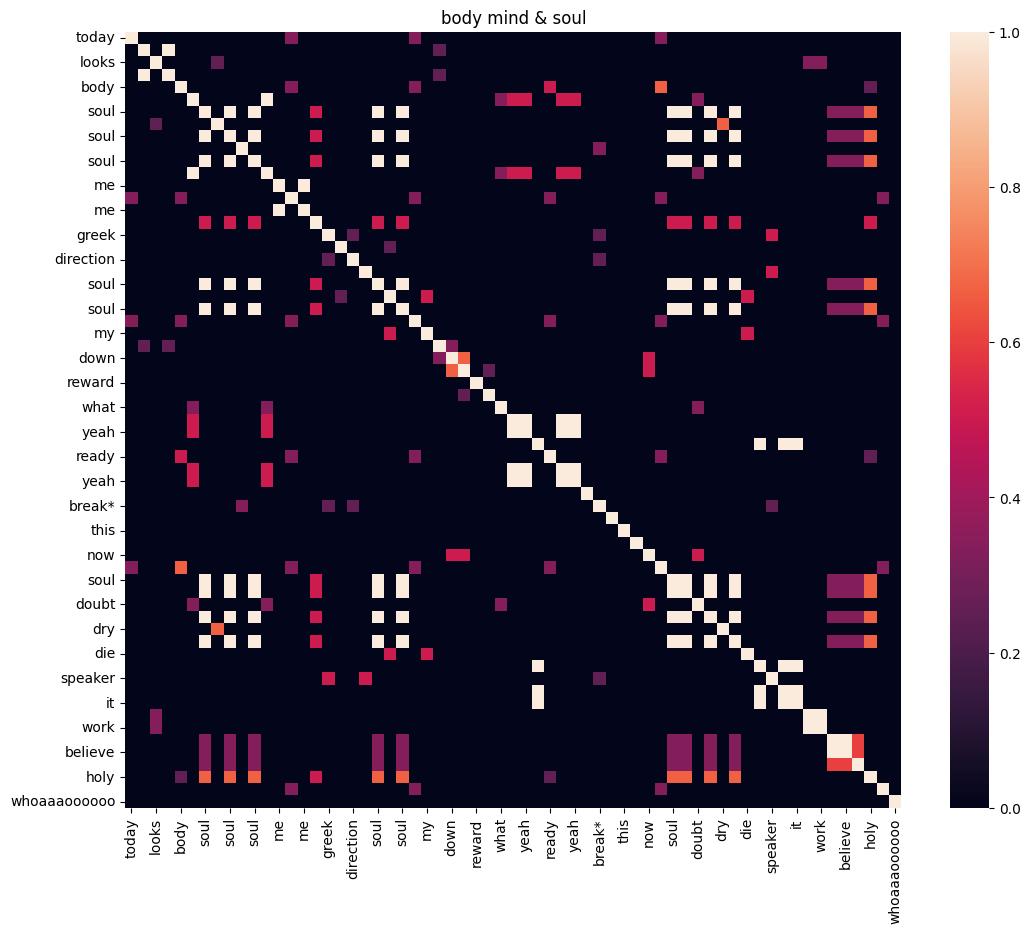 body mind & soul
today
looks
body
soul
soul
soul
me
me
greek
direction
soul
soul
my
down
reward
what
yeah
ready
yeah
break*
this
now
soul
doubt
dry
die
speaker
it
work
believe
holy
whoaaaoooooo
today
looks
body
soul
soul
soul
me
me
greek
direction
soul
soul
my
down
reward
what
yeah
ready
yeah
break*
this
now
soul
doubt
dry
die
speaker
it
work
believe
holy
whoaaaoooooo
1.0
0.8
0.6
0.4
0.2
0.0